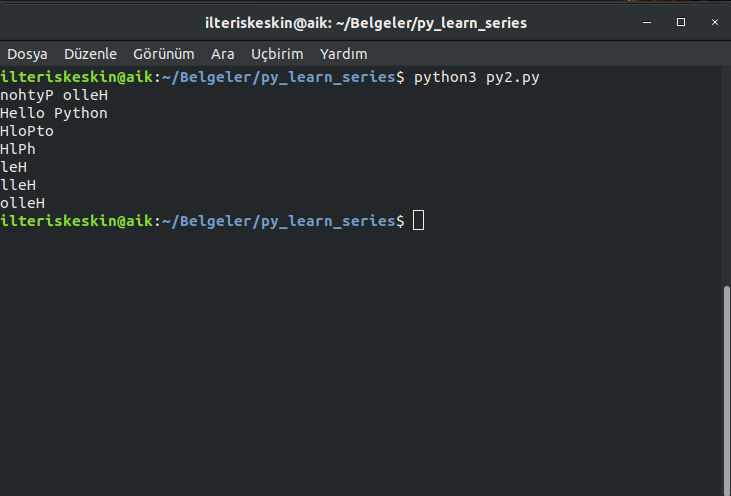 ilteriskeskin@aik: ~/Belgeler/py_learn_series
Dosya Düzenle Görünüm Ara Uçbirim Yardım
ilteriskeskin@aik:~/Belgeler/py_learn_series$ python3 py2.py
nohtyP olleH
Hello Python
HloPto
HlPh
leH
lleH
olleH
ilteriskeskin@aik:~/Belgeler/py_learn_series$